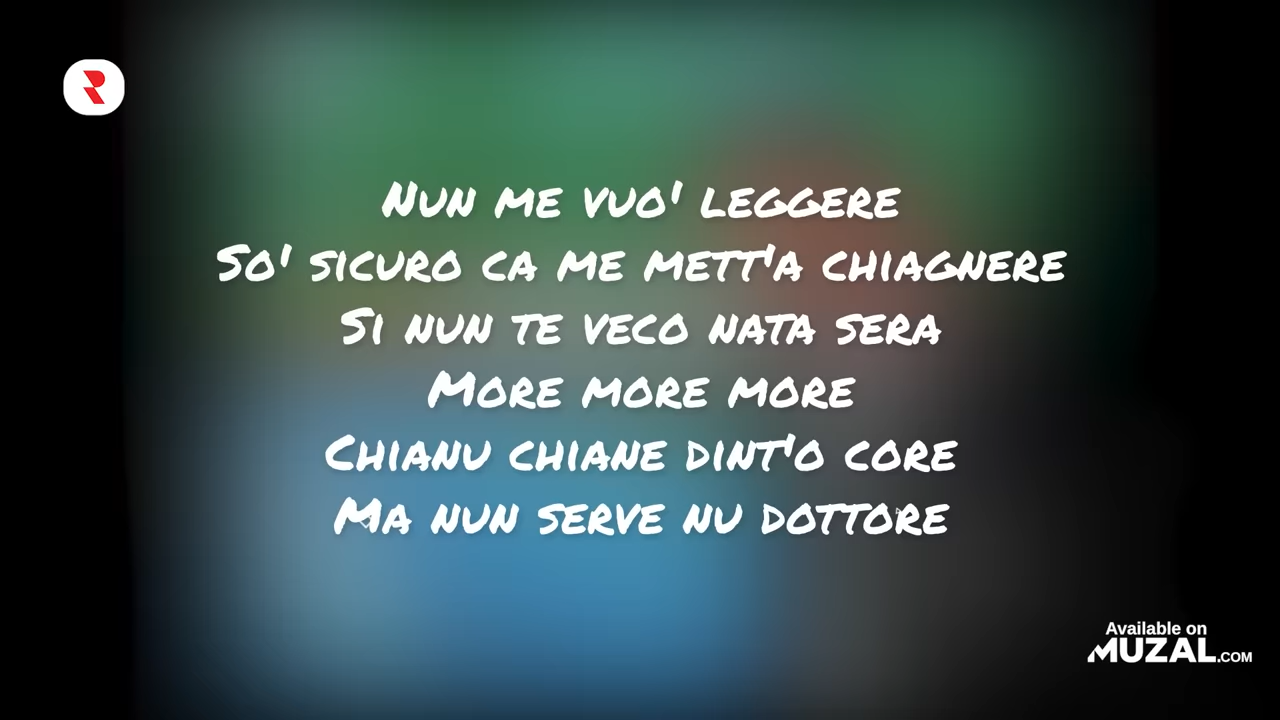 Nun me vuo' leggere
So' sicuro ca me mett'a chiagnere
Si nun te veco nata sera
More more more
Chianu chiane dint'o core
Ma nun serve nu dottore
Available on
MUZAL.COM